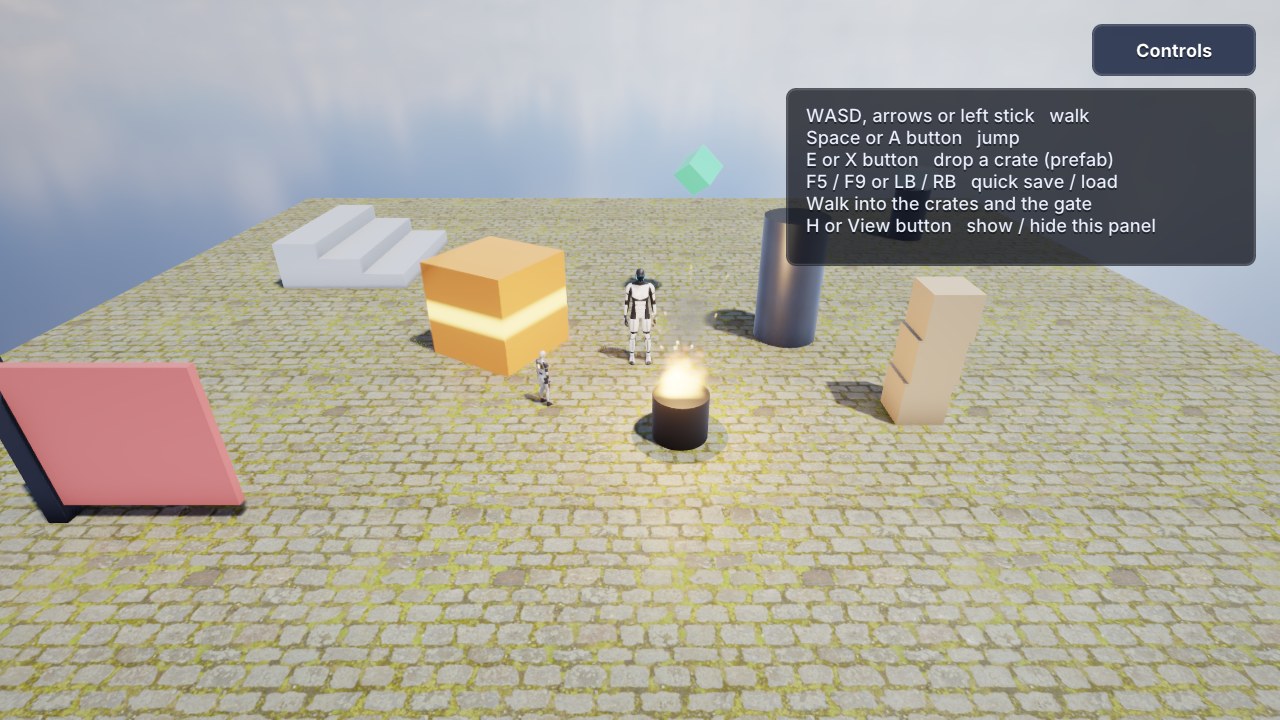 Controls
WASD, arrows or left stick   walk
Space or A button   jump
E or X button   drop a crate (prefab)
F5 / F9 or LB / RB   quick save / load
Walk into the crates and the gate
H or View button   show / hide this panel